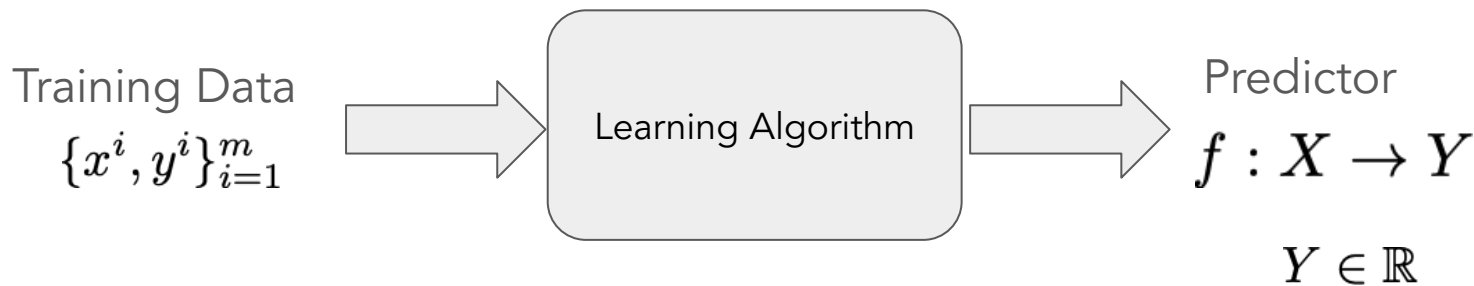 Training Data
{x^i, y^i}_{i=1}^m
Learning Algorithm
Predictor
f : X → Y
Y ∈ ℝ